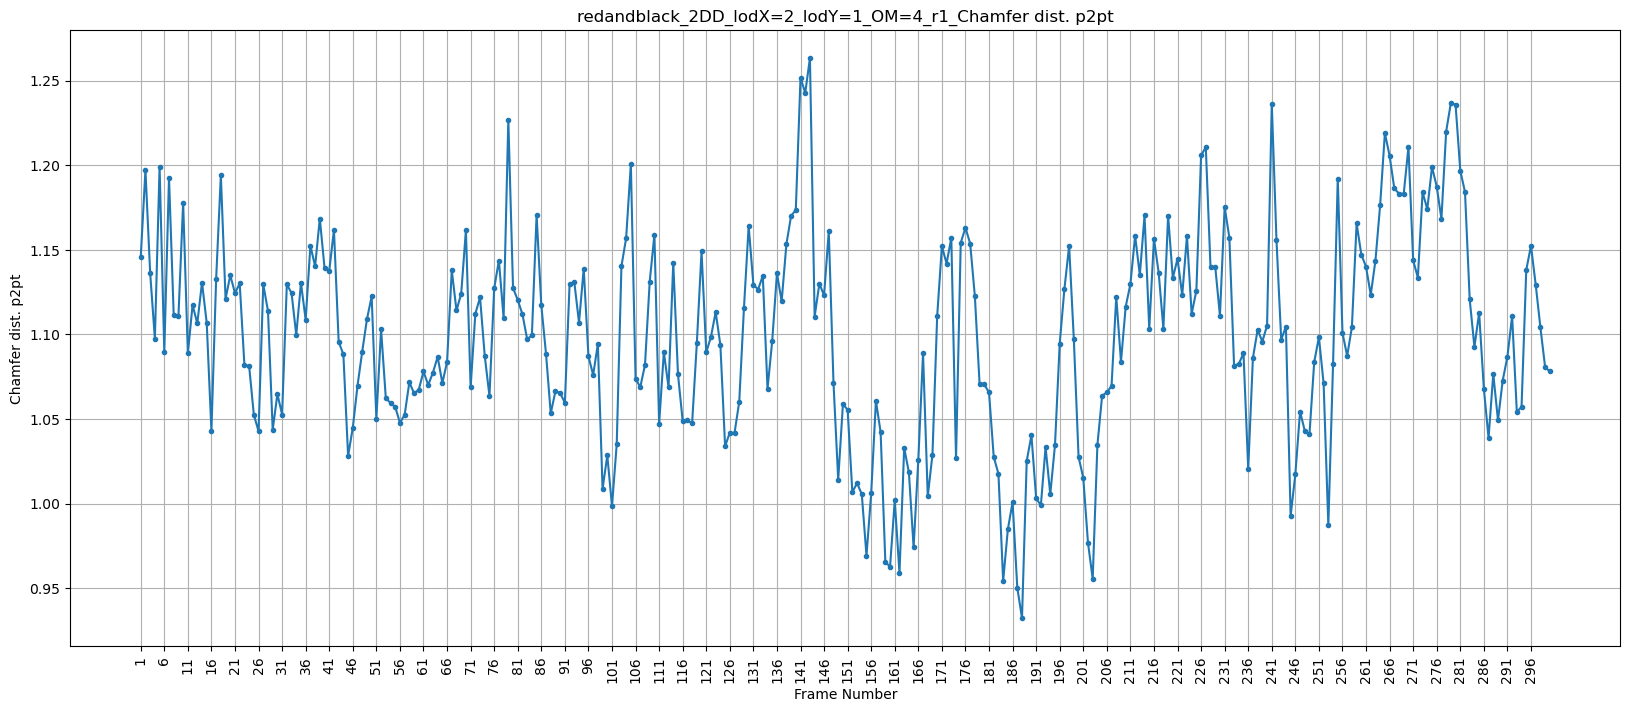 redandblack_2DD_lodX=2_lodY=1_OM=4_r1_Chamfer dist. p2pt
1.25
1.20
1.15
1.10
1.05
1.00
0.95
Chamfer dist. p2pt
1 6 11 16 21 26 31 36 41 46 51 56 61 66 71 76 81 86 91 96 101 106 111 116 121 126 131 136 141 146 151 156 161 166 171 176 181 186 191 196 201 206 211 216 221 226 231 236 241 246 251 256 261 266 271 276 281 286 291 296
Frame Number